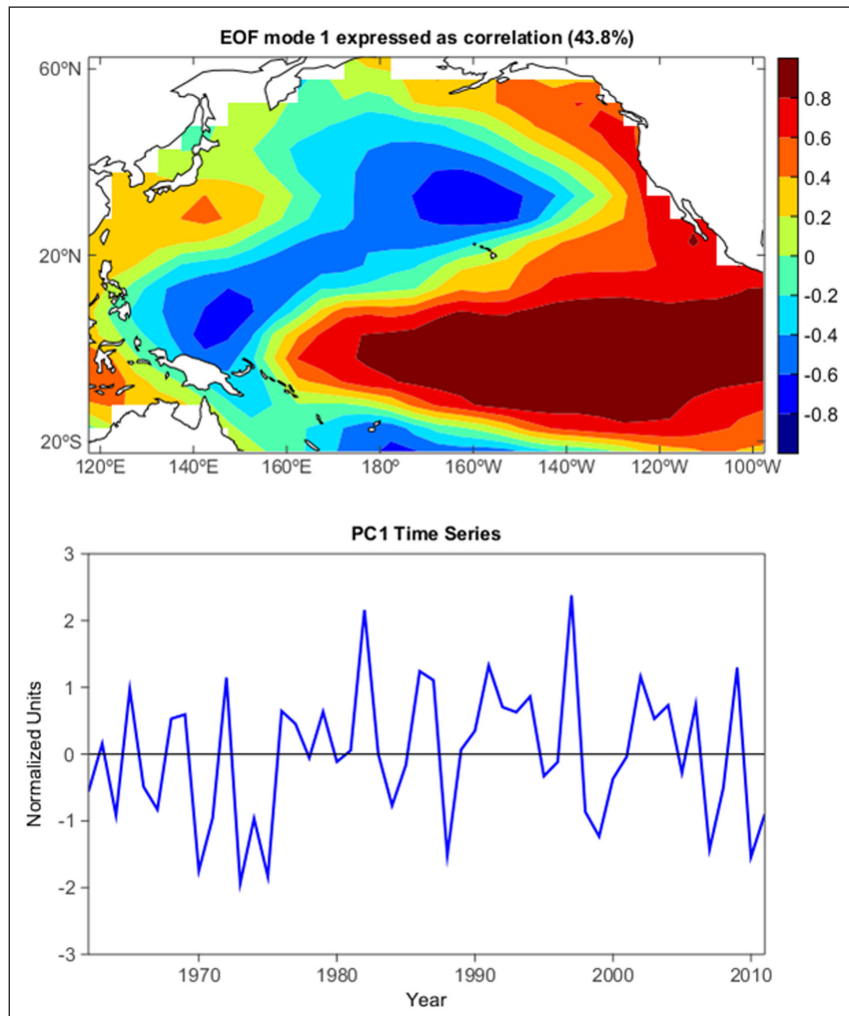 EOF mode 1 expressed as correlation (43.8%)
60ºN
20ºN
20ºS
120ºE 140ºE 160ºE 180º 160ºW 140ºW 120ºW 100ºW
0.8
0.6
0.4
0.2
0
-0.2
-0.4
-0.6
-0.8
PC1 Time Series
Normalized Units
3
2
1
0
-1
-2
-3
1970 1980 1990 2000 2010
Year